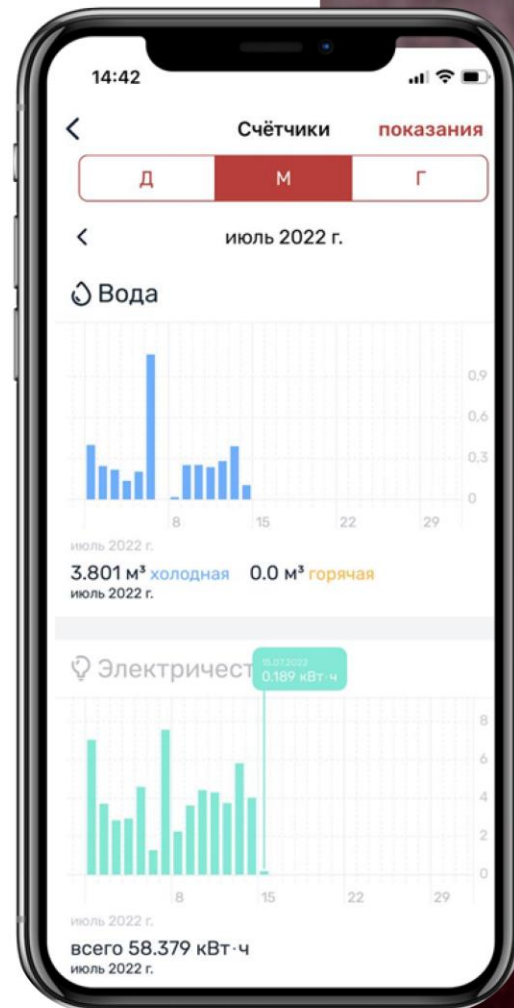 14:42
Счётчики показания
Д М Г
июль 2022 г.
Вода
0,9
0,6
0,3
0
8 15 22 29
июль 2022 г.
3.801 м³ холодная 0.0 м³ горячая
июль 2022 г.
Электричест
15.07.2022
0.189 кВт·ч
8
6
4
2
0
8 15 22 29
июль 2022 г.
всего 58.379 кВт·ч
июль 2022 г.